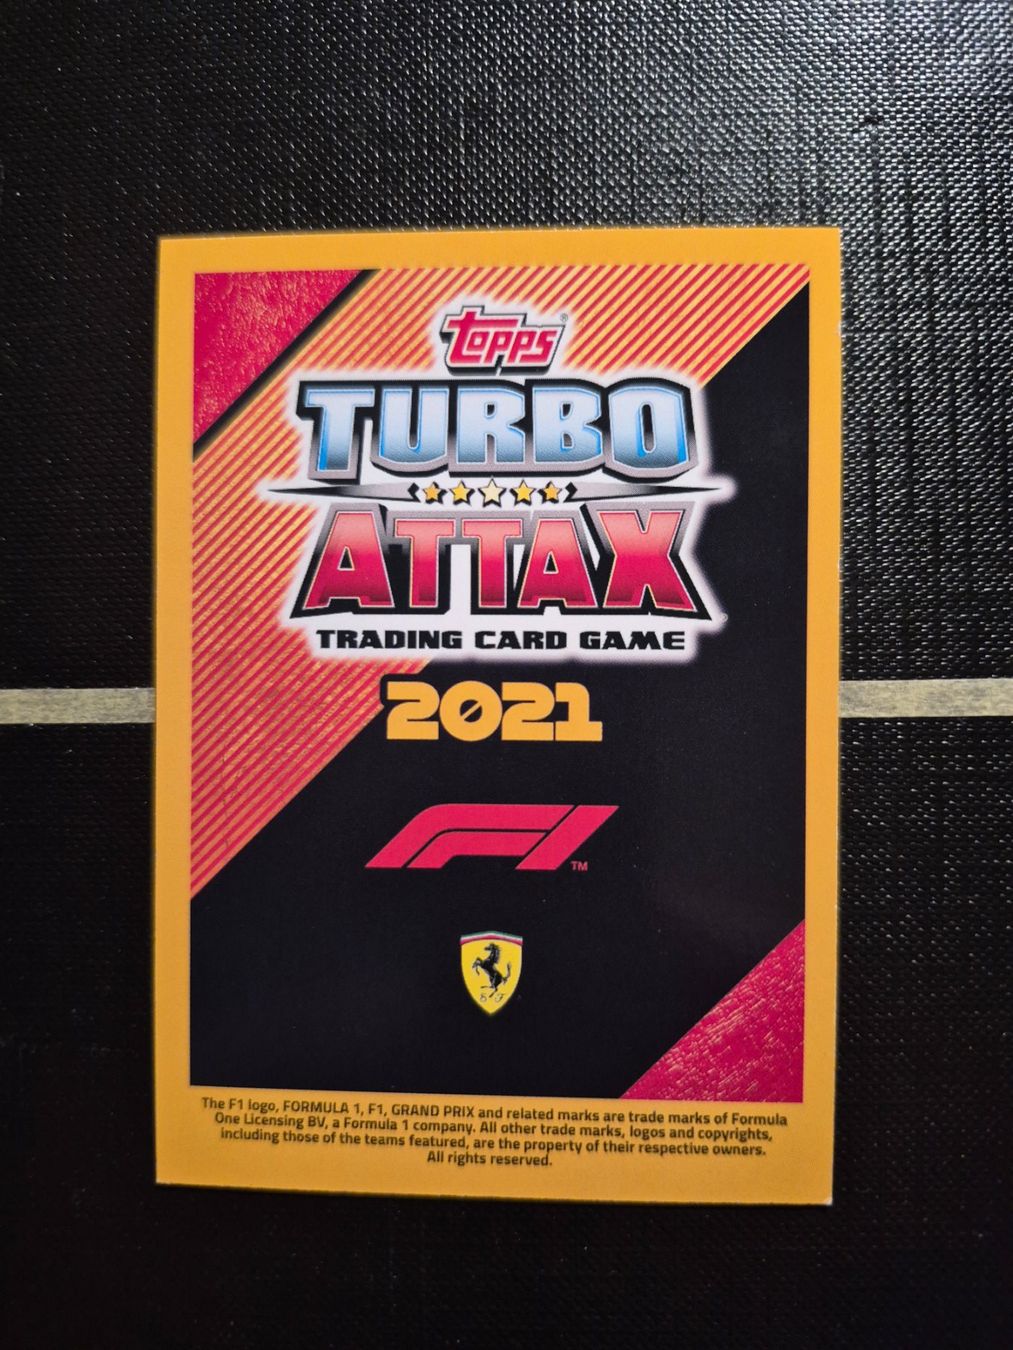 topps®
TURBO
ATTAX
TRADING CARD GAME
2021
F1™
S F
The F1 logo, FORMULA 1, F1, GRAND PRIX and related marks are trade marks of Formula
One Licensing BV, a Formula 1 company. All other trade marks, logos and copyrights,
including those of the teams featured, are the property of their respective owners.
All rights reserved.